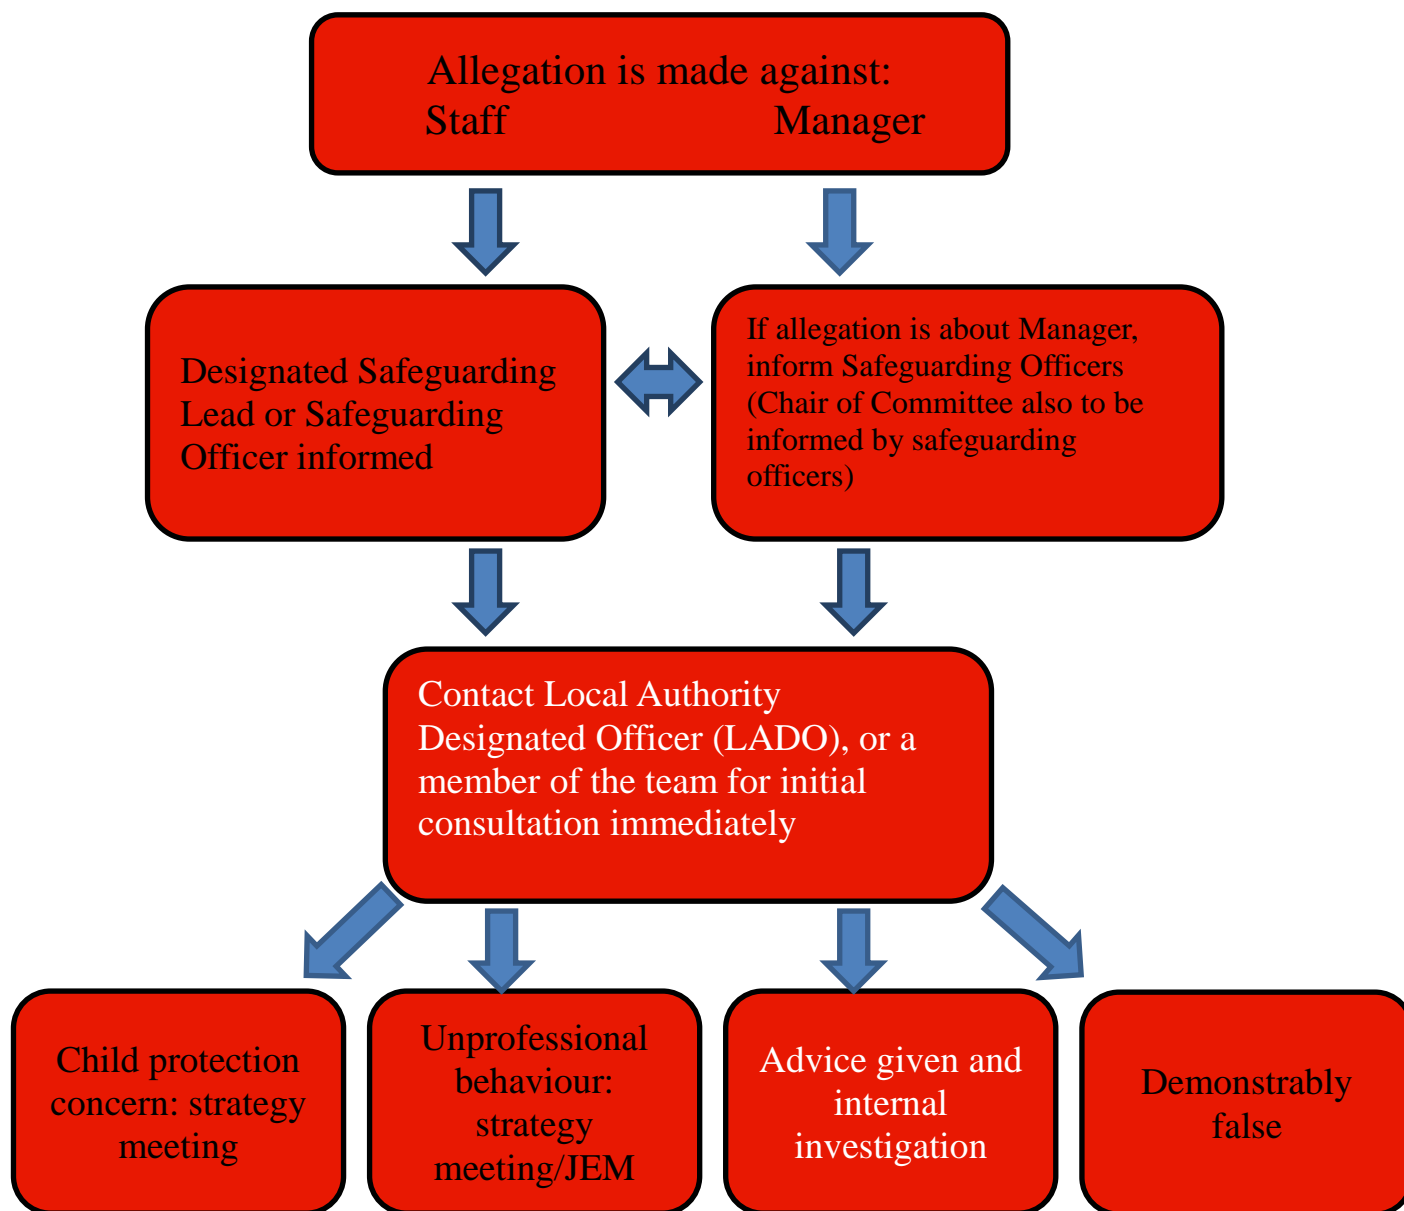 Allegation is made against:
Staff Manager
Designated Safeguarding
Lead or Safeguarding
Officer informed
If allegation is about Manager,
inform Safeguarding Officers
(Chair of Committee also to be
informed by safeguarding
officers)
Contact Local Authority
Designated Officer (LADO), or a
member of the team for initial
consultation immediately
Child protection
concern: strategy
meeting
Unprofessional
behaviour:
strategy
meeting/JEM
Advice given and
internal
investigation
Demonstrably
false